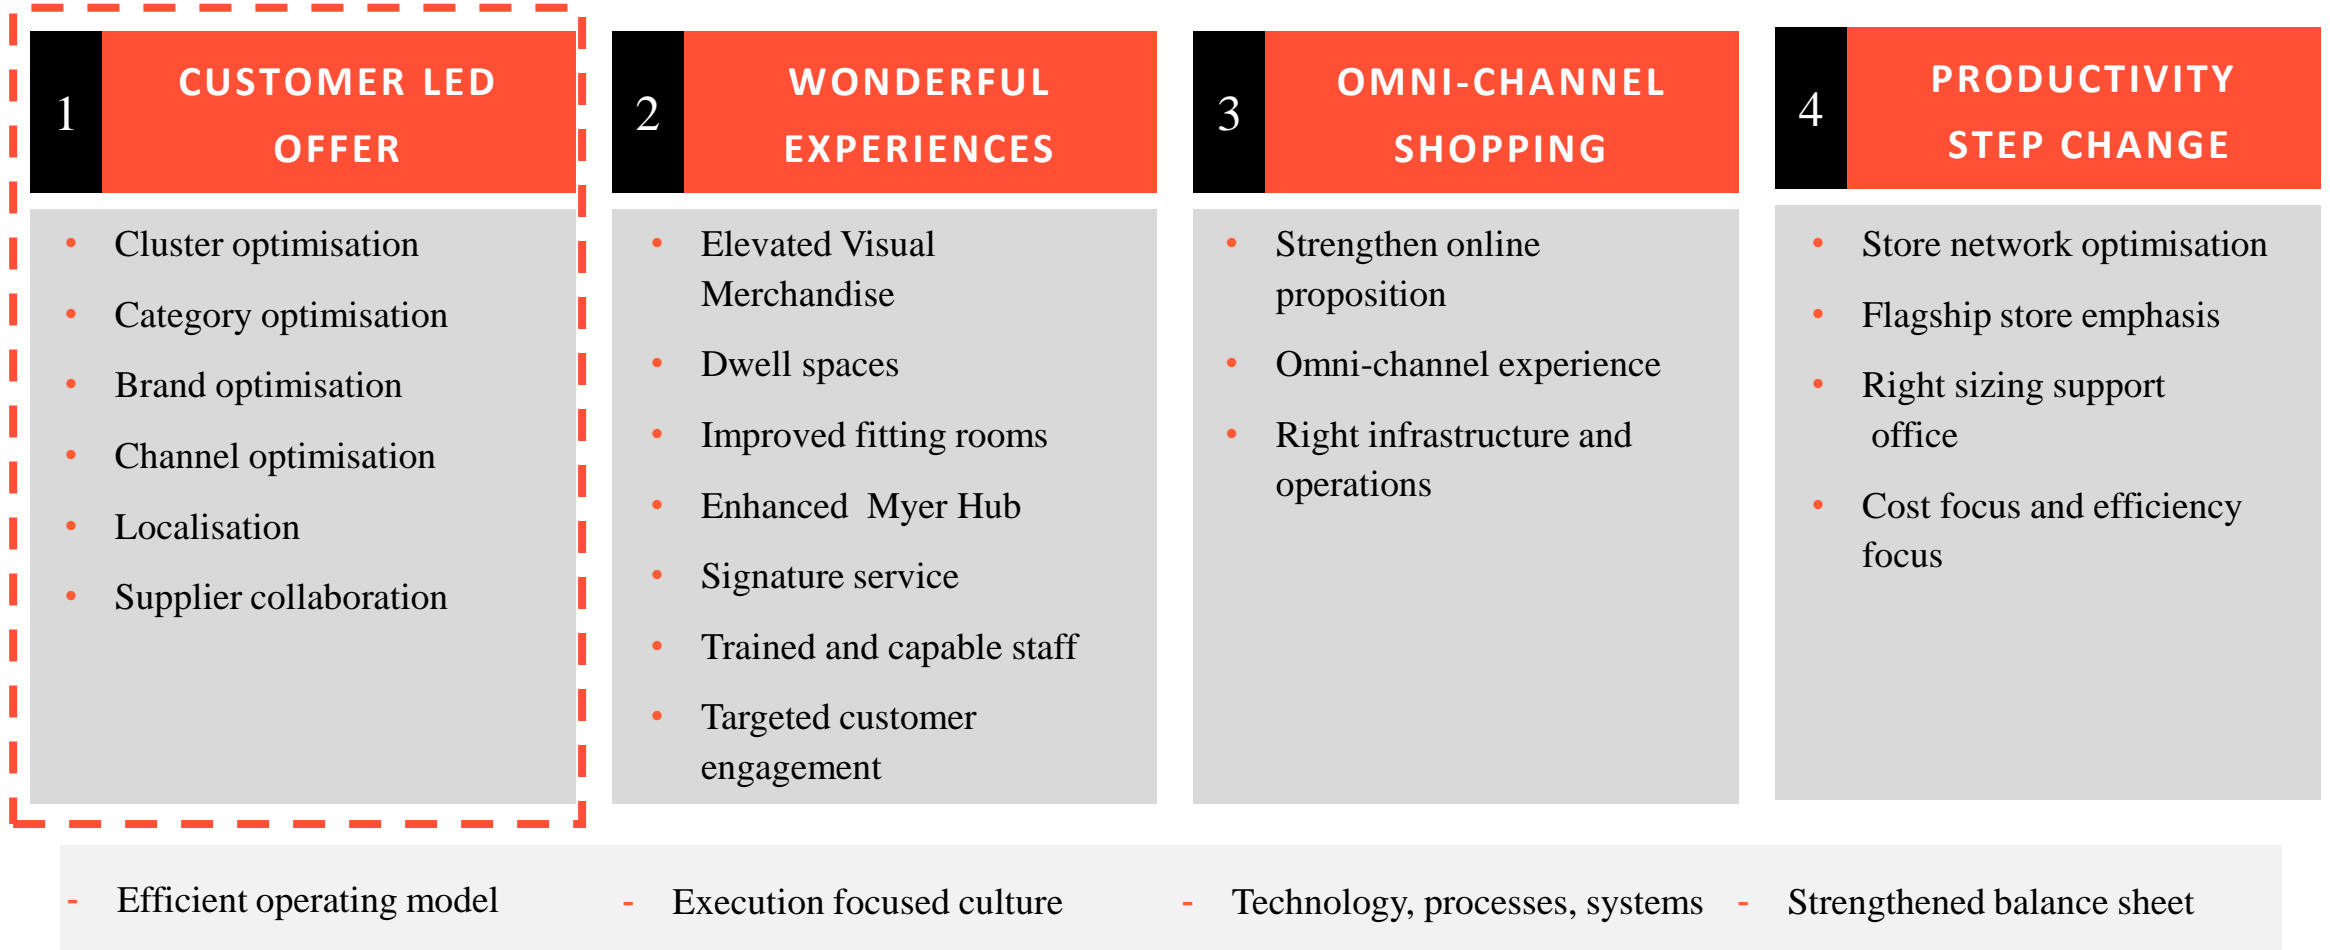 1
CUSTOMER LED
OFFER
• Cluster optimisation
• Category optimisation
• Brand optimisation
• Channel optimisation
• Localisation
• Supplier collaboration
2
WONDERFUL
EXPERIENCES
• Elevated Visual
Merchandise
• Dwell spaces
• Improved fitting rooms
• Enhanced  Myer Hub
• Signature service
• Trained and capable staff
• Targeted customer
engagement
3
OMNI-CHANNEL
SHOPPING
• Strengthen online
proposition
• Omni-channel experience
• Right infrastructure and
operations
4
PRODUCTIVITY
STEP CHANGE
• Store network optimisation
• Flagship store emphasis
• Right sizing support
office
• Cost focus and efficiency
focus
- Efficient operating model
- Execution focused culture
- Technology, processes, systems
- Strengthened balance sheet